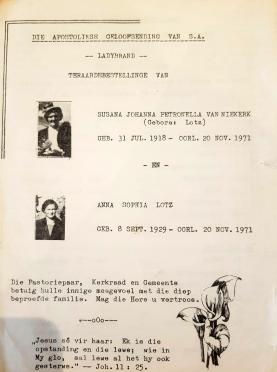 DIE APOSTOLIESE GELOOFSENDING VAN S.A.
-- LADYBRAND --
TERAARDEBESTELLINGE VAN
SUSANA JOHANNA PETRONELLA VAN NIEKERK
(Gebore: Lotz)
GEB. 31 JUL. 1918 - OORL. 20 NOV. 1971
- EN -
ANNA SOPHIA LOTZ
GEB. 8 SEPT. 1929 - OORL. 20 NOV. 1971
Die Pastoriepaar, Kerkraad en Gemeente
betuig hulle innige meegevoel met die diep
beproefde familie. Mag die Here u vertroos.
--oOo--
„Jesus sê vir haar: Ek is die
opstanding en die lewe; wie in
My glo, sal lewe al het hy ook
gesterwe." -- Joh. 11: 25.